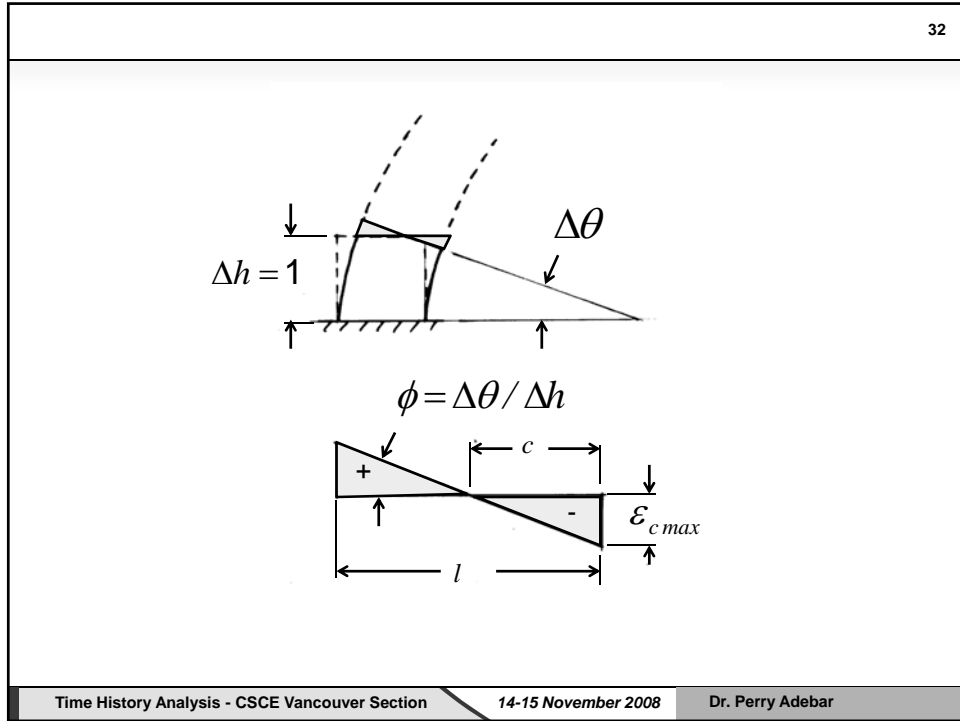 32
Δθ
Δh = 1
ϕ = Δθ / Δh
c
+
-
ε c max
l
Time History Analysis - CSCE Vancouver Section 14-15 November 2008 Dr. Perry Adebar